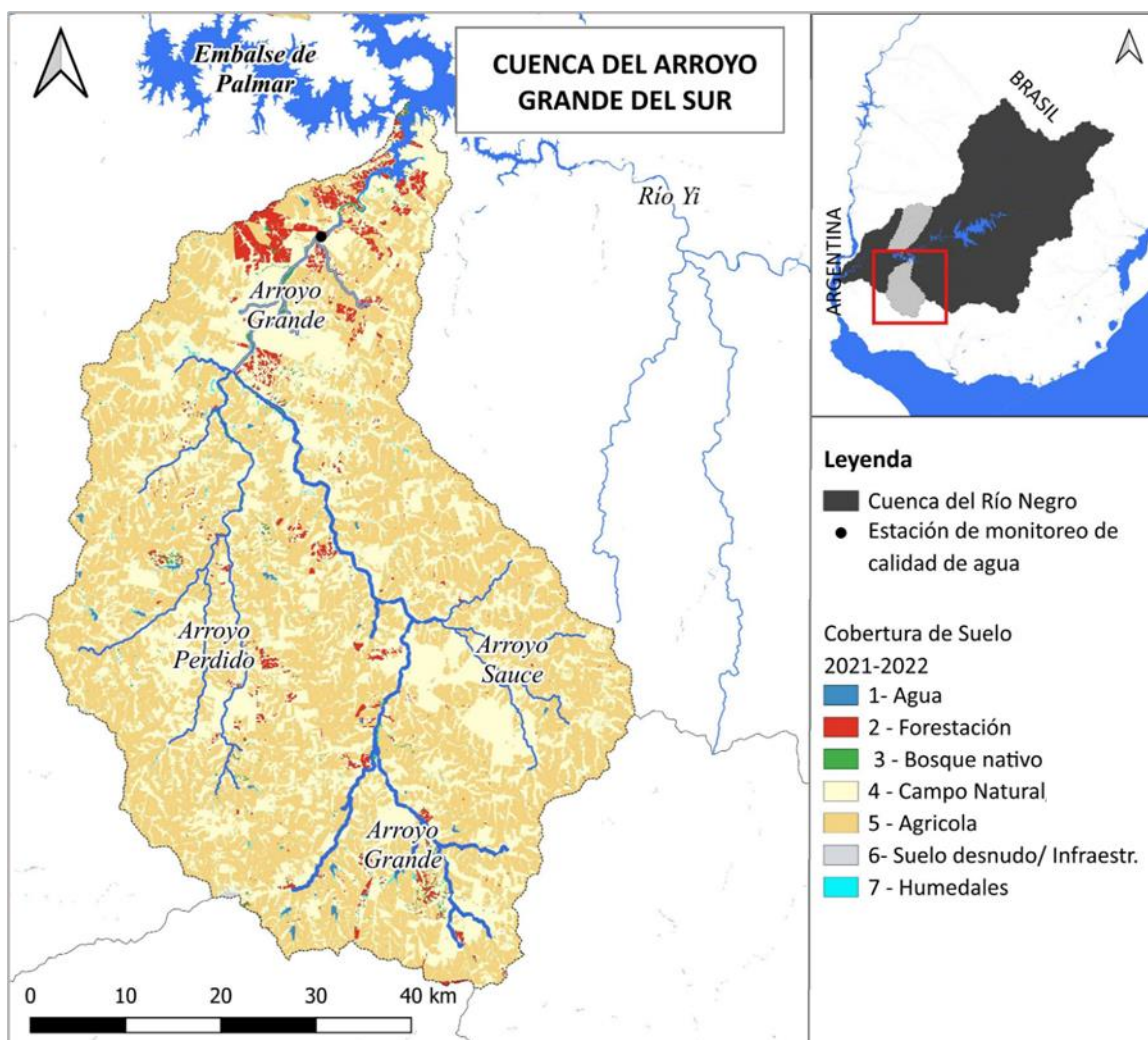 Embalse de
Palmar
CUENCA DEL ARROYO
GRANDE DEL SUR
Río Yi
Arroyo
Grande
Arroyo
Perdido
Arroyo
Sauce
Arroyo
Grande
0 10 20 30 40 km
BRASIL
ARGENTINA
Leyenda
Cuenca del Río Negro
Estación de monitoreo de
calidad de agua
Cobertura de Suelo
2021-2022
1- Agua
2 - Forestación
3 - Bosque nativo
4 - Campo Natural
5 - Agricola
6- Suelo desnudo/ Infraestr.
7 - Humedales